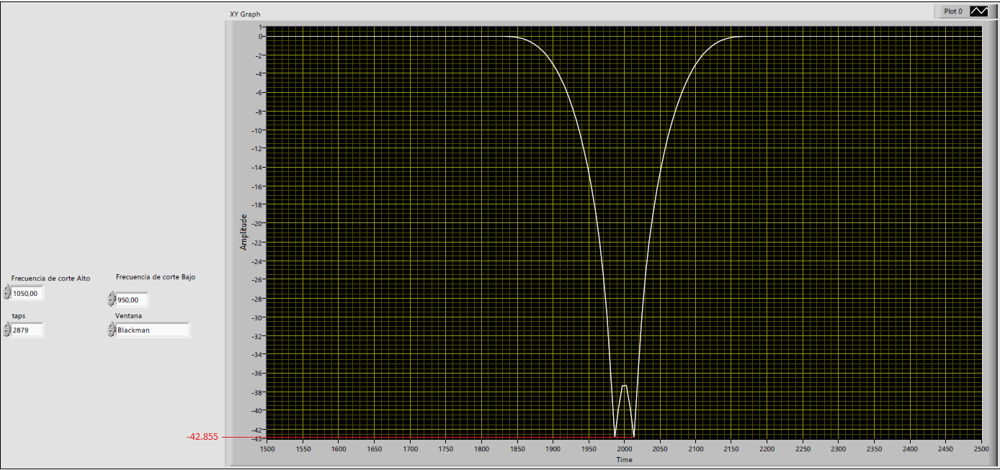 XY Graph
Plot 0
1
0
-2
-4
-6
-8
-10
-12
-14
-16
-18
-20
-22
-24
-26
-28
-30
-32
-34
-36
-38
-40
-42
-43
Amplitude
-42.855
1500 1550 1600 1650 1700 1750 1800 1850 1900 1950 2000 2050 2100 2150 2200 2250 2300 2350 2400 2450 2500
Time
Frecuencia de corte Alto
1050,00
Frecuencia de corte Bajo
950,00
taps
2879
Ventana
Blackman